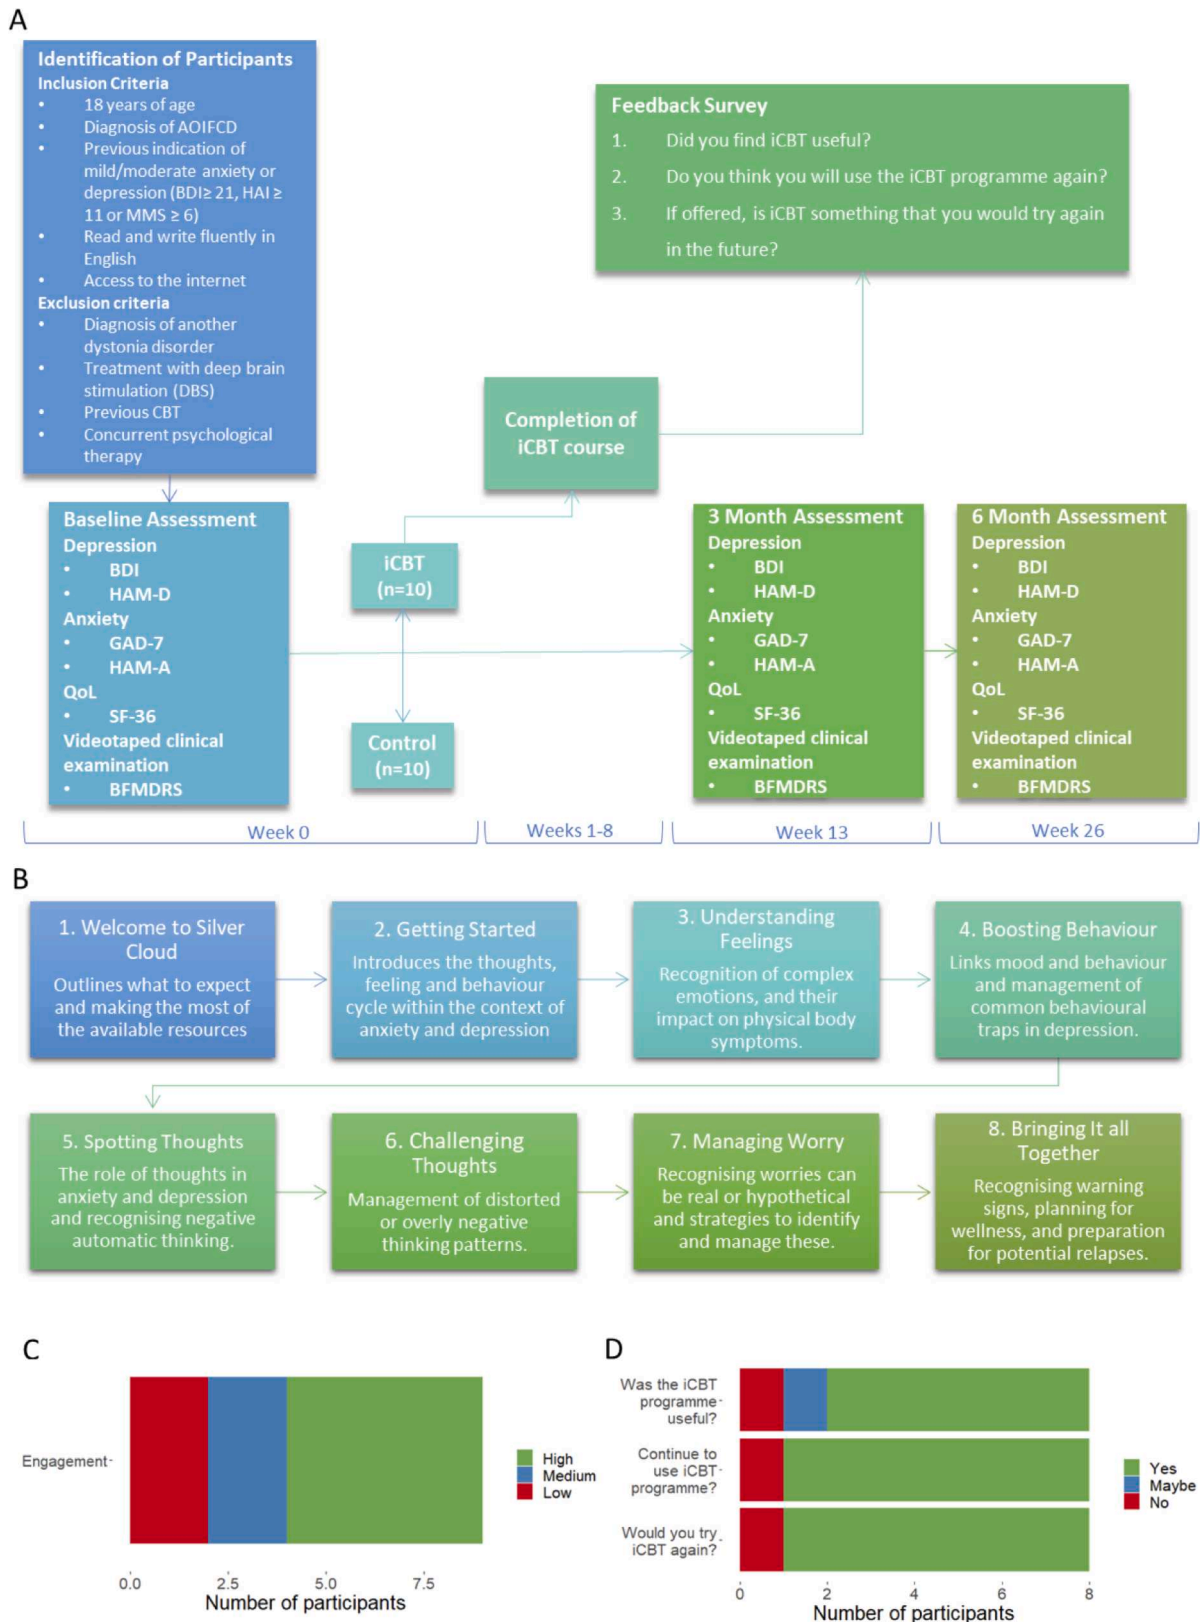 A
Identification of Participants
Inclusion Criteria
• 18 years of age
• Diagnosis of AOIFCD
• Previous indication of
mild/moderate anxiety or
depression (BDI≥ 21, HAI ≥
11 or MMS ≥ 6)
• Read and write fluently in
English
• Access to the internet
Exclusion criteria
• Diagnosis of another
dystonia disorder
• Treatment with deep brain
stimulation (DBS)
• Previous CBT
• Concurrent psychological
therapy
Feedback Survey
1. Did you find iCBT useful?
2. Do you think you will use the iCBT programme again?
3. If offered, is iCBT something that you would try again
in the future?
Completion of
iCBT course
Baseline Assessment
Depression
• BDI
• HAM-D
Anxiety
• GAD-7
• HAM-A
QoL
• SF-36
Videotaped clinical
examination
• BFMDRS
iCBT
(n=10)
Control
(n=10)
3 Month Assessment
Depression
• BDI
• HAM-D
Anxiety
• GAD-7
• HAM-A
QoL
• SF-36
Videotaped clinical
examination
• BFMDRS
6 Month Assessment
Depression
• BDI
• HAM-D
Anxiety
• GAD-7
• HAM-A
QoL
• SF-36
Videotaped clinical
examination
• BFMDRS
Week 0
Weeks 1-8
Week 13
Week 26
B
1. Welcome to Silver
Cloud
Outlines what to expect
and making the most of
the available resources
2. Getting Started
Introduces the thoughts,
feeling and behaviour
cycle within the context of
anxiety and depression
3. Understanding
Feelings
Recognition of complex
emotions, and their
impact on physical body
symptoms.
4. Boosting Behaviour
Links mood and behaviour
and management of
common behavioural
traps in depression.
5. Spotting Thoughts
The role of thoughts in
anxiety and depression
and recognising negative
automatic thinking.
6. Challenging
Thoughts
Management of distorted
or overly negative
thinking patterns.
7. Managing Worry
Recognising worries can
be real or hypothetical
and strategies to identify
and manage these.
8. Bringing It all
Together
Recognising warning
signs, planning for
wellness, and preparation
for potential relapses.
C
Engagement
High
Medium
Low
0.0 2.5 5.0 7.5
Number of participants
D
Was the iCBT
programme
useful?
Continue to
use iCBT
programme?
Would you try
iCBT again?
Yes
Maybe
No
0 2 4 6 8
Number of participants